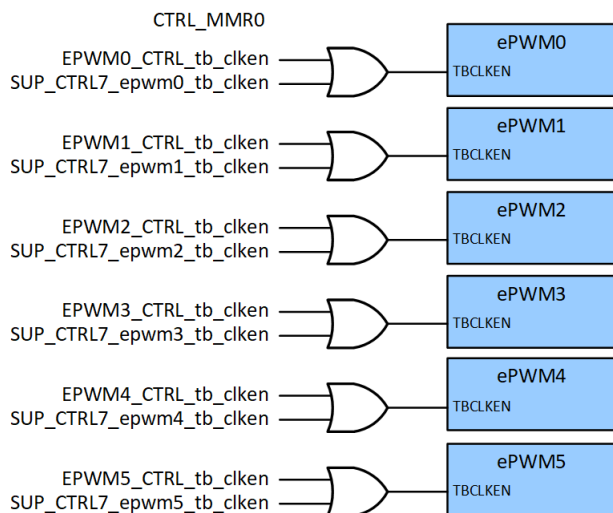 CTRL_MMR0
ePWM0
EPWM0_CTRL_tb_clken
SUP_CTRL7_epwm0_tb_clken
TBCLKEN
ePWM1
EPWM1_CTRL_tb_clken
SUP_CTRL7_epwm1_tb_clken
TBCLKEN
ePWM2
EPWM2_CTRL_tb_clken
SUP_CTRL7_epwm2_tb_clken
TBCLKEN
ePWM3
EPWM3_CTRL_tb_clken
SUP_CTRL7_epwm3_tb_clken
TBCLKEN
ePWM4
EPWM4_CTRL_tb_clken
SUP_CTRL7_epwm4_tb_clken
TBCLKEN
ePWM5
EPWM5_CTRL_tb_clken
SUP_CTRL7_epwm5_tb_clken
TBCLKEN